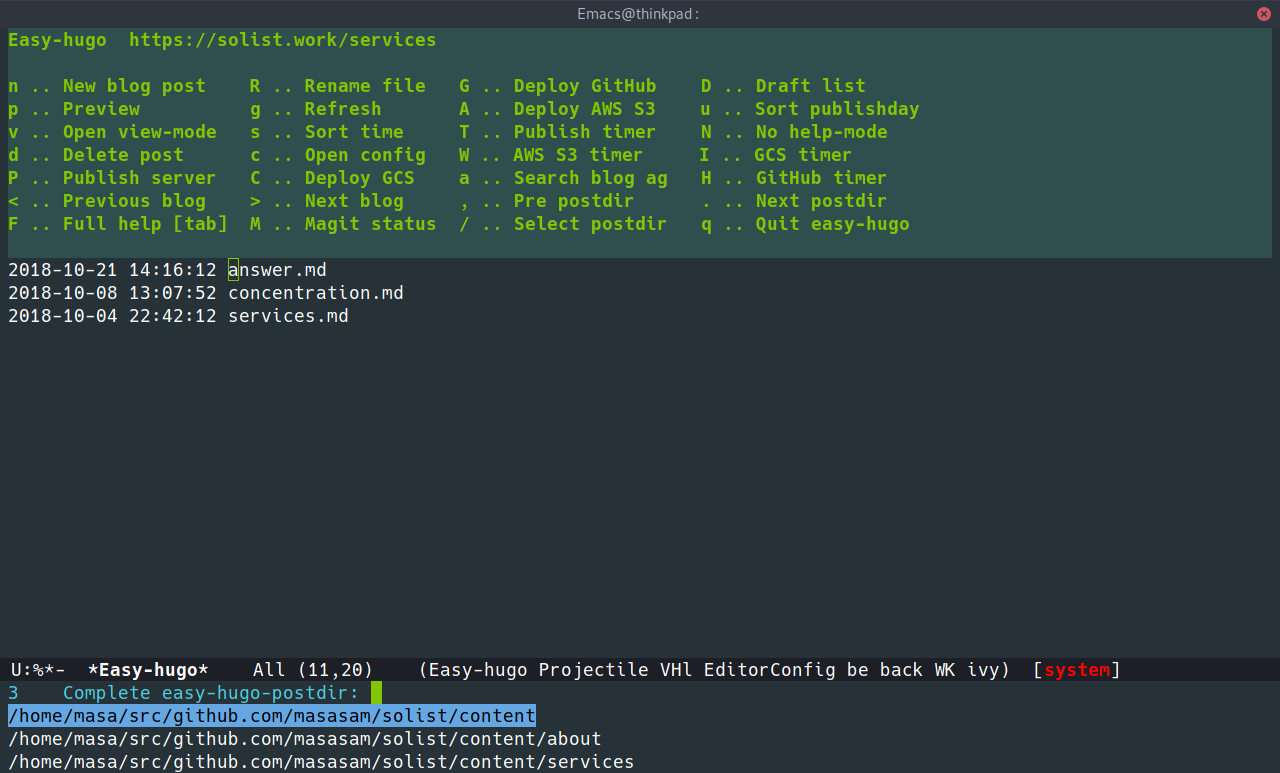 Emacs@thinkpad:
Easy-hugo  https://solist.work/services
n .. New blog post    R .. Rename file   G .. Deploy GitHub    D .. Draft list
p .. Preview          g .. Refresh       A .. Deploy AWS S3    u .. Sort publishday
v .. Open view-mode   s .. Sort time     T .. Publish timer    N .. No help-mode
d .. Delete post      c .. Open config   W .. AWS S3 timer     I .. GCS timer
P .. Publish server   C .. Deploy GCS    a .. Search blog ag   H .. GitHub timer
< .. Previous blog    > .. Next blog     , .. Pre postdir      . .. Next postdir
F .. Full help [tab]  M .. Magit status  / .. Select postdir   q .. Quit easy-hugo
2018-10-21 14:16:12 answer.md
2018-10-08 13:07:52 concentration.md
2018-10-04 22:42:12 services.md
U:%*-  *Easy-hugo*    All (11,20)    (Easy-hugo Projectile VHl EditorConfig be back WK ivy)  [system]
3    Complete easy-hugo-postdir:
/home/masa/src/github.com/masasam/solist/content
/home/masa/src/github.com/masasam/solist/content/about
/home/masa/src/github.com/masasam/solist/content/services